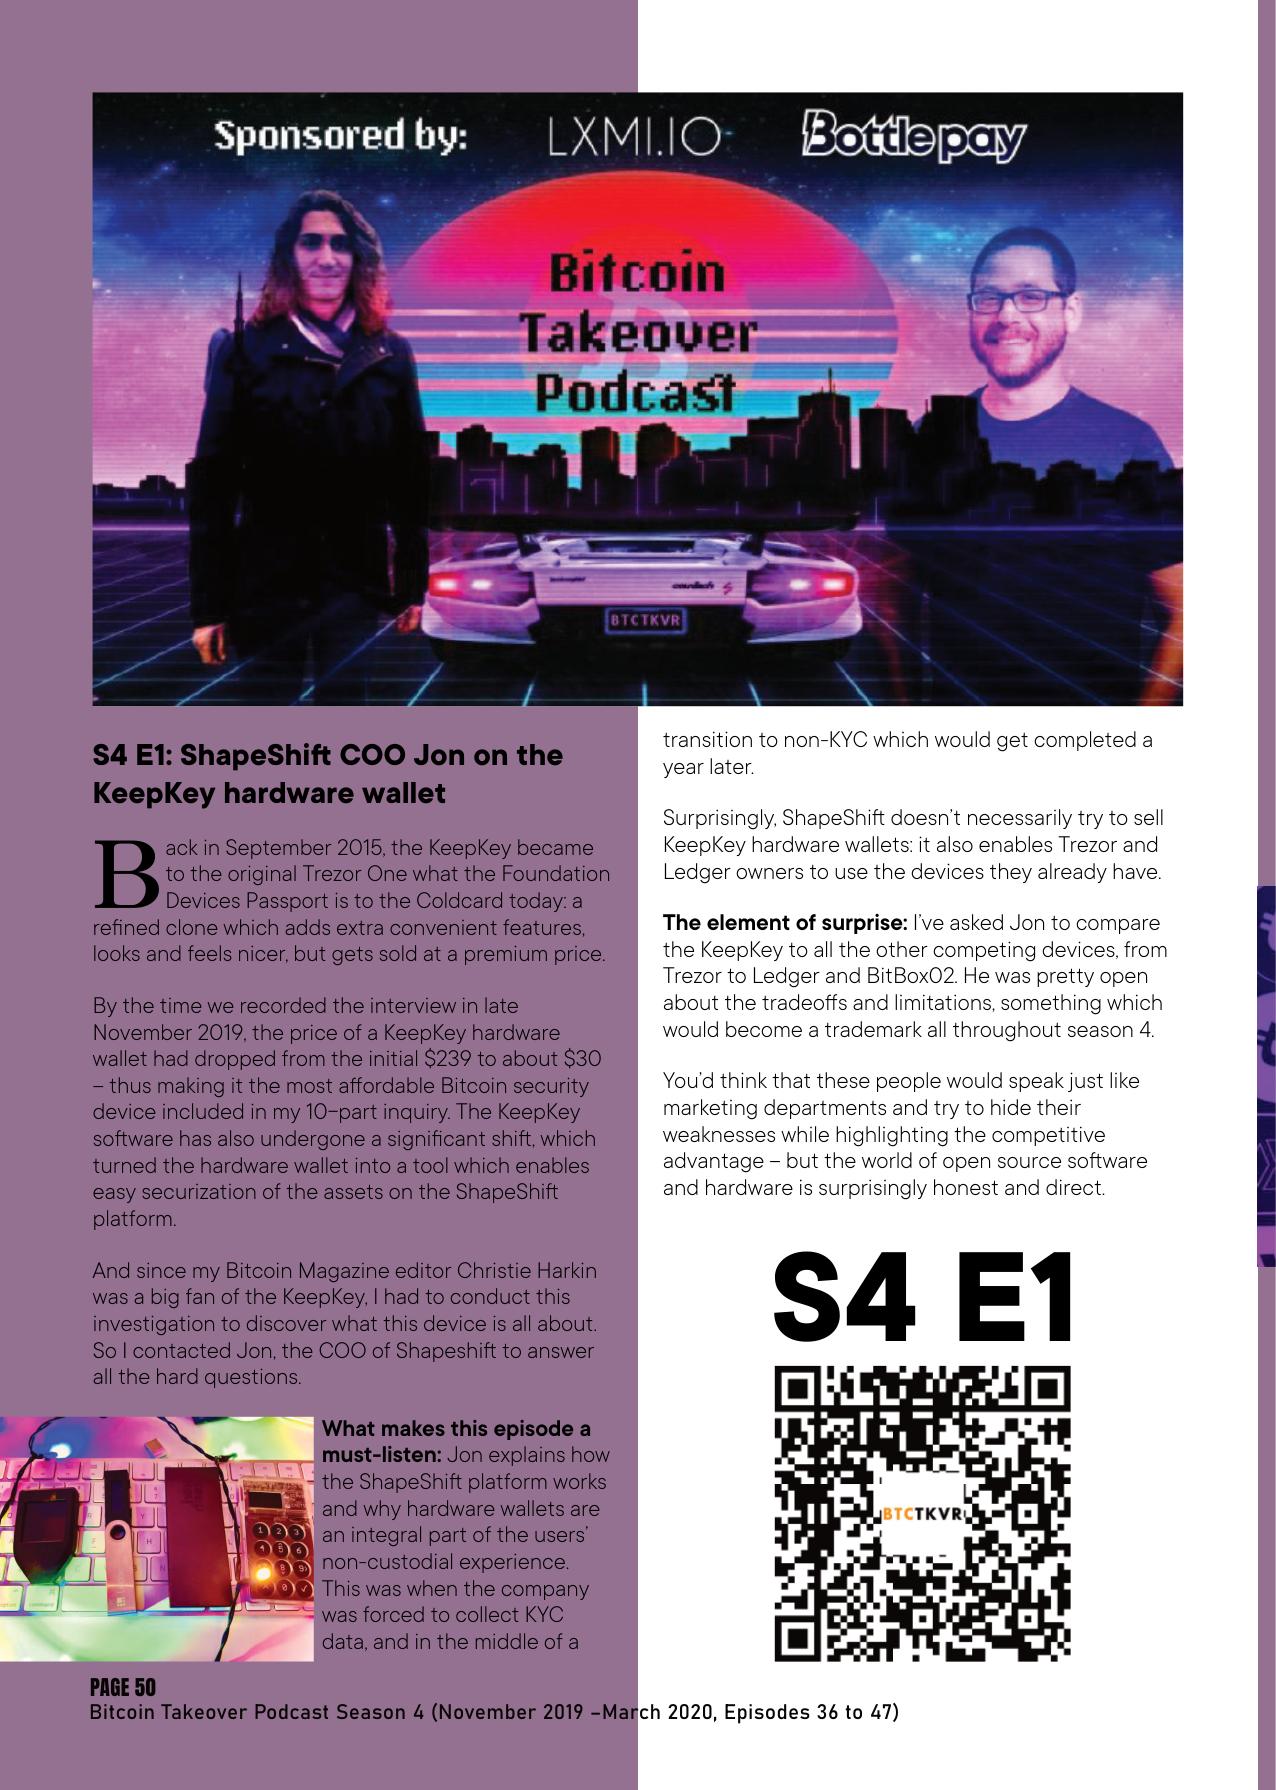 Sponsored by: LXMI.IO Bottlepay
Bitcoin
Takeover
Podcast
BTCTKVR
S4 E1: ShapeShift COO Jon on the
KeepKey hardware wallet
Back in September 2015, the KeepKey became
to the original Trezor One what the Foundation
Devices Passport is to the Coldcard today: a
refined clone which adds extra convenient features,
looks and feels nicer, but gets sold at a premium price.
By the time we recorded the interview in late
November 2019, the price of a KeepKey hardware
wallet had dropped from the initial $239 to about $30
– thus making it the most affordable Bitcoin security
device included in my 10-part inquiry. The KeepKey
software has also undergone a significant shift, which
turned the hardware wallet into a tool which enables
easy securization of the assets on the ShapeShift
platform.
And since my Bitcoin Magazine editor Christie Harkin
was a big fan of the KeepKey, I had to conduct this
investigation to discover what this device is all about.
So I contacted Jon, the COO of Shapeshift to answer
all the hard questions.
What makes this episode a
must-listen: Jon explains how
the ShapeShift platform works
and why hardware wallets are
an integral part of the users'
non-custodial experience.
This was when the company
was forced to collect KYC
data, and in the middle of a
transition to non-KYC which would get completed a
year later.
Surprisingly, ShapeShift doesn't necessarily try to sell
KeepKey hardware wallets: it also enables Trezor and
Ledger owners to use the devices they already have.
The element of surprise: I've asked Jon to compare
the KeepKey to all the other competing devices, from
Trezor to Ledger and BitBox02. He was pretty open
about the tradeoffs and limitations, something which
would become a trademark all throughout season 4.
You'd think that these people would speak just like
marketing departments and try to hide their
weaknesses while highlighting the competitive
advantage – but the world of open source software
and hardware is surprisingly honest and direct.
S4 E1
BTCTKVR
PAGE 50
Bitcoin Takeover Podcast Season 4 (November 2019 –March 2020, Episodes 36 to 47)